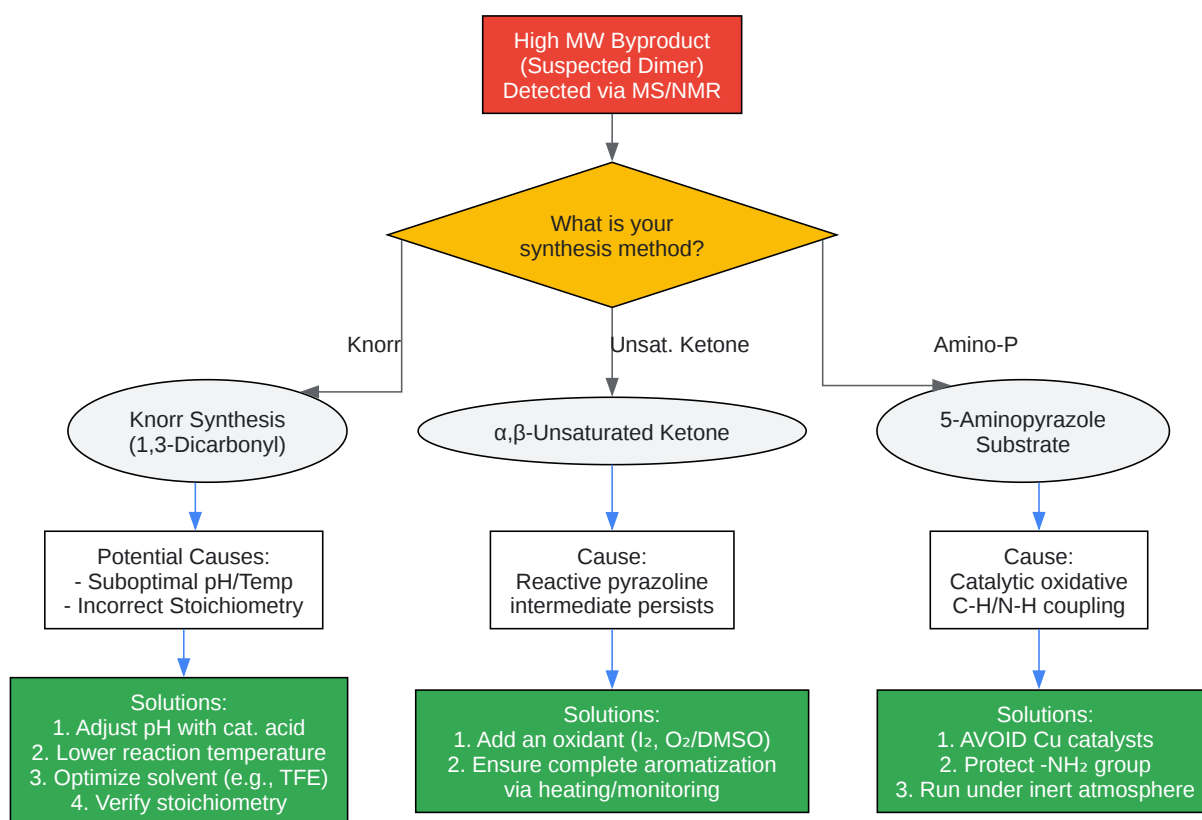 High MW Byproduct
(Suspected Dimer)
Detected via MS/NMR
What is your
synthesis method?
Knorr
Unsat. Ketone
Amino-P
Knorr Synthesis
(1,3-Dicarbonyl)
α,β-Unsaturated Ketone
5-Aminopyrazole
Substrate
Potential Causes:
- Suboptimal pH/Temp
- Incorrect Stoichiometry
Cause:
Reactive pyrazoline
intermediate persists
Cause:
Catalytic oxidative
C-H/N-H coupling
Solutions:
1. Adjust pH with cat. acid
2. Lower reaction temperature
3. Optimize solvent (e.g., TFE)
4. Verify stoichiometry
Solutions:
1. Add an oxidant (I₂, O₂/DMSO)
2. Ensure complete aromatization
via heating/monitoring
Solutions:
1. AVOID Cu catalysts
2. Protect -NH₂ group
3. Run under inert atmosphere